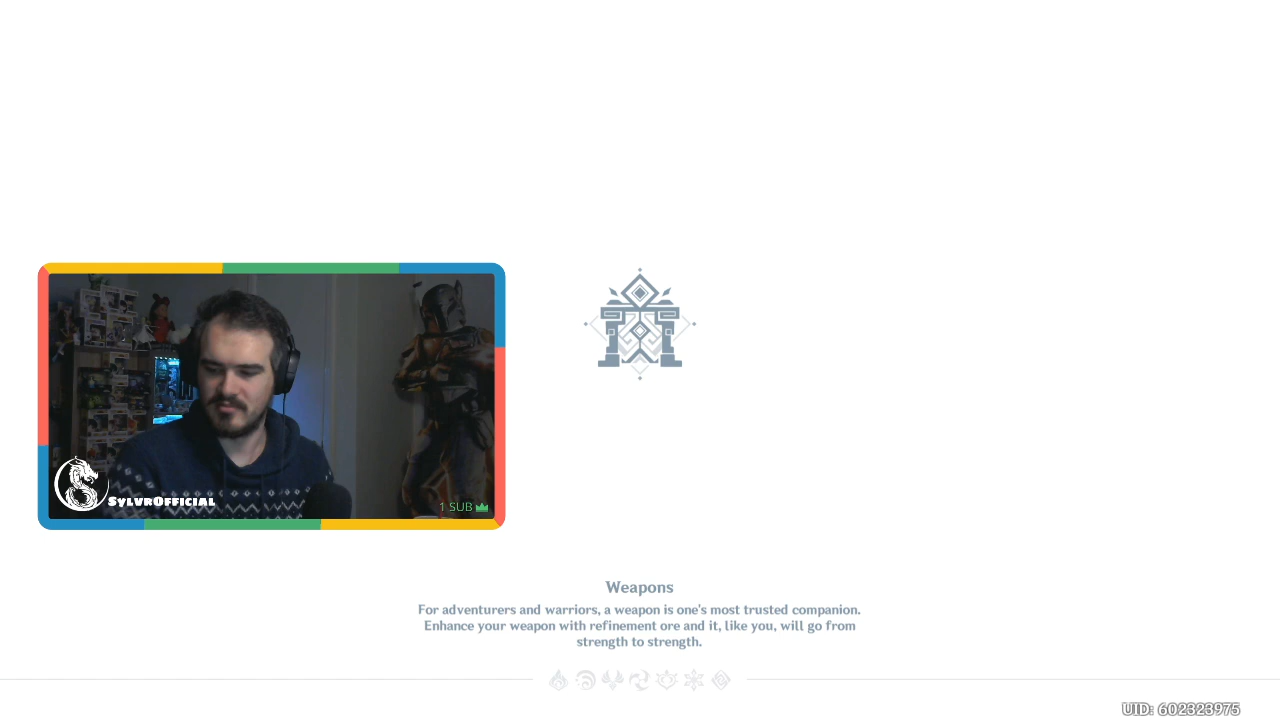 SylvrOfficial
1 SUB
Weapons
For adventurers and warriors, a weapon is one's most trusted companion.
Enhance your weapon with refinement ore and it, like you, will go from
strength to strength.
UID: 602323975